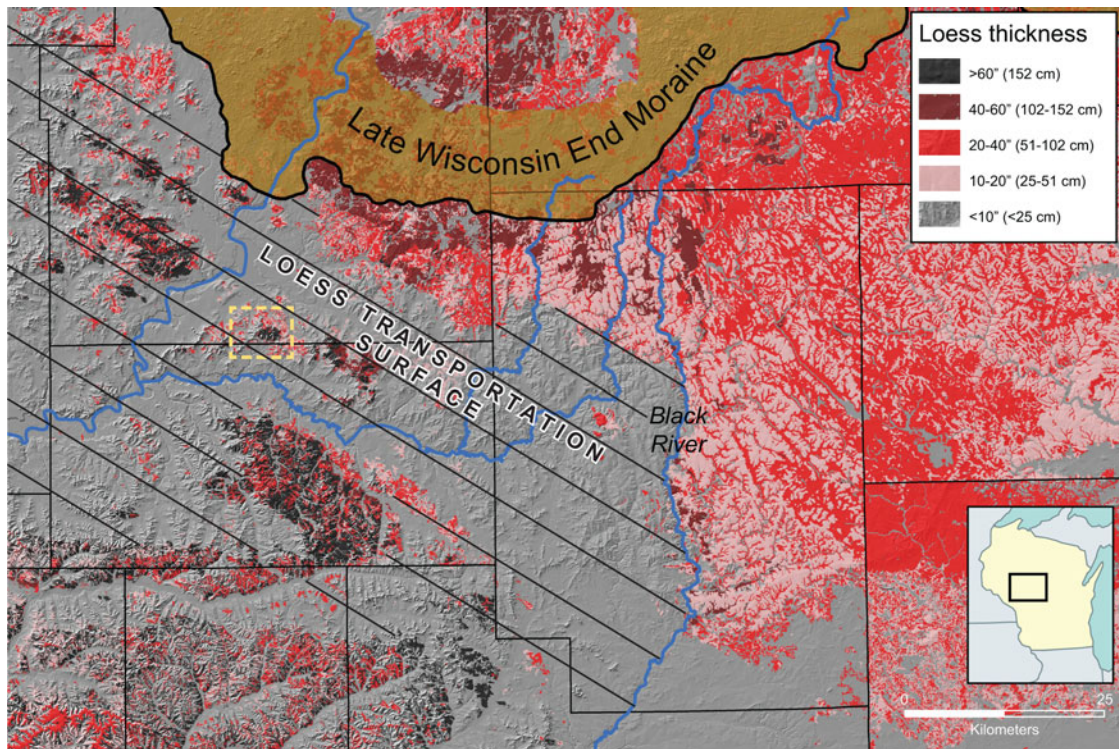 Loess thickness
>60” (152 cm)
40-60” (102-152 cm)
20-40” (51-102 cm)
10-20” (25-51 cm)
<10” (<25 cm)
Late Wisconsin End Moraine
LOESS TRANSPORTATION
SURFACE
Black
River
0 25
Kilometers